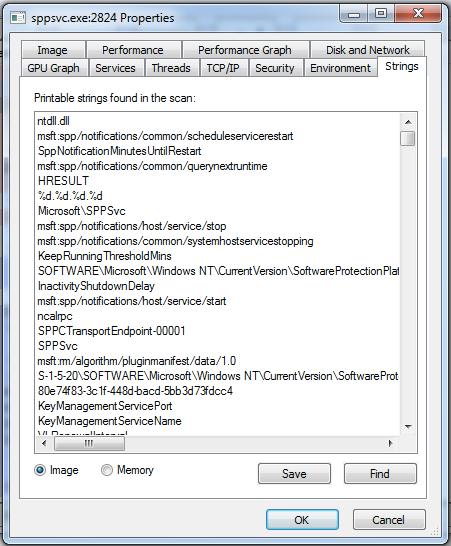 sppsvc.exe:2824 Properties
Image Performance Performance Graph Disk and Network
GPU Graph Services Threads TCP/IP Security Environment Strings
Printable strings found in the scan:
ntdll.dll
msft:spp/notifications/common/scheduleservicerestart
SppNotificationMinutesUntilRestart
msft:spp/notifications/common/querynextruntime
HRESULT
%d.%d.%d.%d
Microsoft\SPPSvc
msft:spp/notifications/host/service/stop
msft:spp/notifications/common/systemhostservicestopping
KeepRunningThresholdMins
SOFTWARE\Microsoft\Windows NT\CurrentVersion\SoftwareProtectionPlat
InactivityShutdownDelay
msft:spp/notifications/host/service/start
ncalrpc
SPPCTransportEndpoint-00001
SPPSvc
msft:rm/algorithm/pluginmanifest/data/1.0
S-1-5-20\SOFTWARE\Microsoft\Windows NT\CurrentVersion\SoftwareProt
80e74f83-3c1f-448d-bacd-5bb3d73fdcc4
KeyManagementServicePort
KeyManagementServiceName
VLRenewalInterval
Image Memory Save Find
OK Cancel